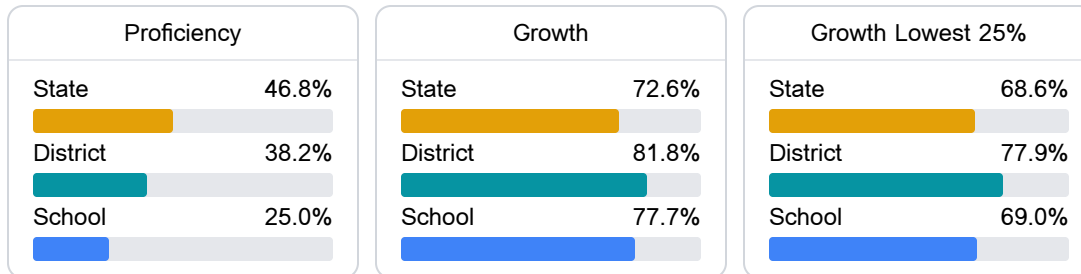 Proficiency
State 46.8%
District 38.2%
School 25.0%
Growth
State 72.6%
District 81.8%
School 77.7%
Growth Lowest 25%
State 68.6%
District 77.9%
School 69.0%